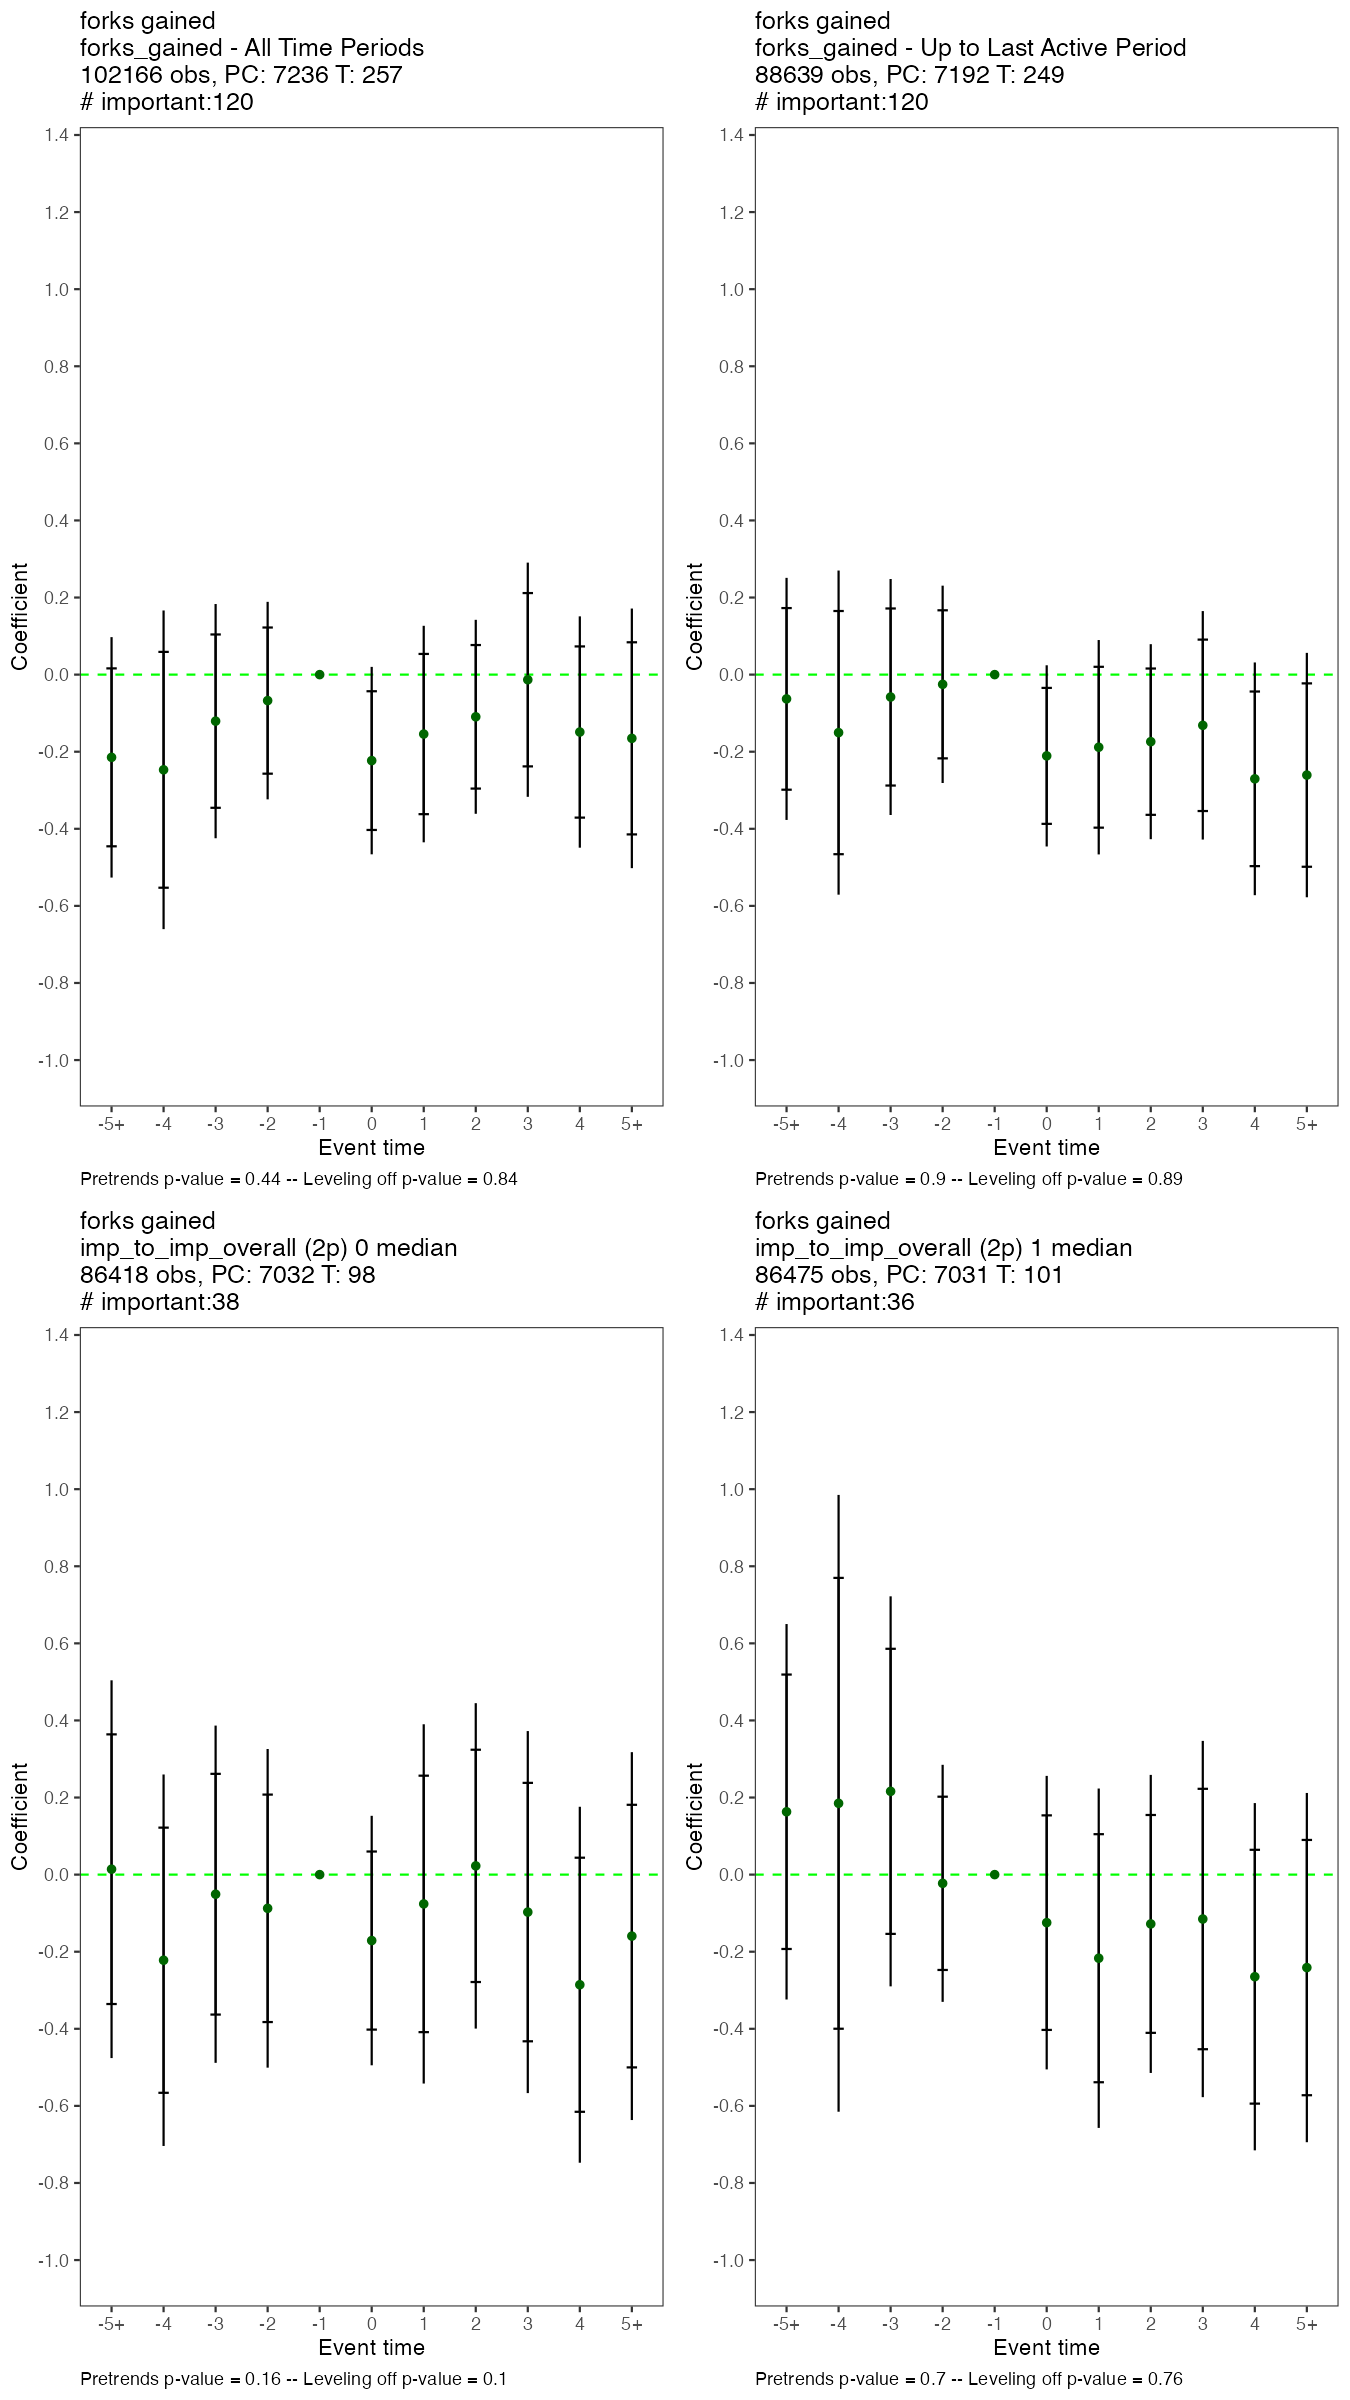 forks gained
forks_gained - All Time Periods
102166 obs, PC: 7236 T: 257
# important:120
1.4
1.2
1.0
0.8
0.6
0.4
0.2
0.0
-0.2
-0.4
-0.6
-0.8
-1.0
Coefficient
-5+ -4 -3 -2 -1 0 1 2 3 4 5+
Event time
Pretrends p-value = 0.44 -- Leveling off p-value = 0.84
forks gained
forks_gained - Up to Last Active Period
88639 obs, PC: 7192 T: 249
# important:120
1.4
1.2
1.0
0.8
0.6
0.4
0.2
0.0
-0.2
-0.4
-0.6
-0.8
-1.0
Coefficient
-5+ -4 -3 -2 -1 0 1 2 3 4 5+
Event time
Pretrends p-value = 0.9 -- Leveling off p-value = 0.89
forks gained
imp_to_imp_overall (2p) 0 median
86418 obs, PC: 7032 T: 98
# important:38
1.4
1.2
1.0
0.8
0.6
0.4
0.2
0.0
-0.2
-0.4
-0.6
-0.8
-1.0
Coefficient
-5+ -4 -3 -2 -1 0 1 2 3 4 5+
Event time
Pretrends p-value = 0.16 -- Leveling off p-value = 0.1
forks gained
imp_to_imp_overall (2p) 1 median
86475 obs, PC: 7031 T: 101
# important:36
1.4
1.2
1.0
0.8
0.6
0.4
0.2
0.0
-0.2
-0.4
-0.6
-0.8
-1.0
Coefficient
-5+ -4 -3 -2 -1 0 1 2 3 4 5+
Event time
Pretrends p-value = 0.7 -- Leveling off p-value = 0.76